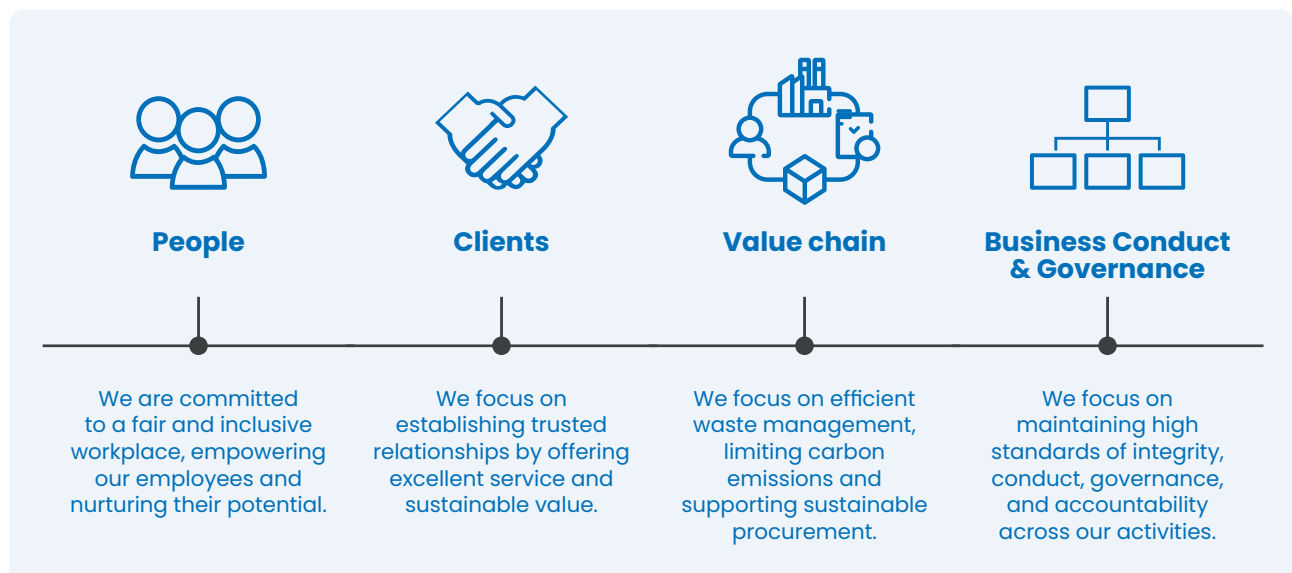 People
We are committed
to a fair and inclusive
workplace, empowering
our employees and
nurturing their potential.
Clients
We focus on
establishing trusted
relationships by offering
excellent service and
sustainable value.
Value chain
We focus on efficient
waste management,
limiting carbon
emissions and
supporting sustainable
procurement.
Business Conduct
& Governance
We focus on
maintaining high
standards of integrity,
conduct, governance,
and accountability
across our activities.